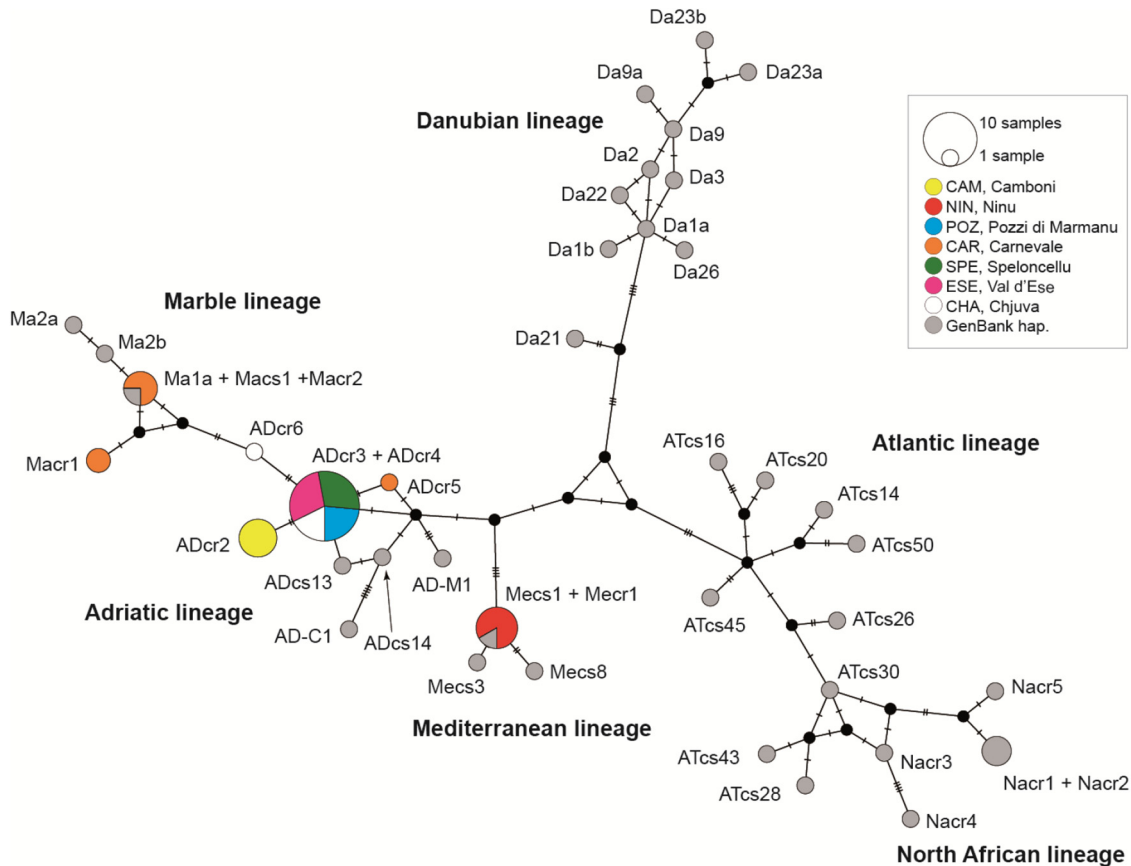 Da23b
Da23a
Da9a
Danubian lineage
Da9
Da2
Da3
Da22
Da1a
Da1b
Da26
Da21
10 samples
1 sample
CAM, Camboni
NIN, Ninu
POZ, Pozzi di Marmanu
CAR, Carnevale
SPE, Speloncellu
ESE, Val d'Ese
CHA, Chjuva
GenBank hap.
Marble lineage
Ma2a
Ma2b
Ma1a + Macs1 +Macr2
Macr1
ADcr6
ADcr3 + ADcr4
ADcr5
ADcr2
ADcs13
AD-M1
Adriatic lineage
AD-C1
ADcs14
Mecs1 + Mecr1
Mecs3
Mecs8
Mediterranean lineage
Atlantic lineage
ATcs16
ATcs20
ATcs14
ATcs50
ATcs45
ATcs26
ATcs30
ATcs43
ATcs28
Nacr5
Nacr3
Nacr1 + Nacr2
Nacr4
North African lineage